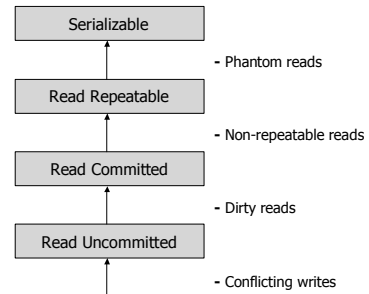 Serializable
- Phantom reads
Read Repeatable
- Non-repeatable reads
Read Committed
- Dirty reads
Read Uncommitted
- Conflicting writes